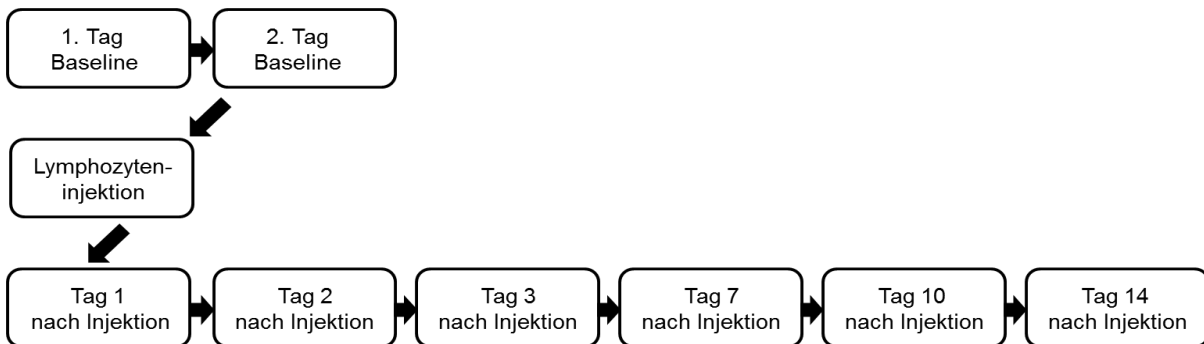 1. Tag
Baseline
2. Tag
Baseline
Lymphozyten-
injektion
Tag 1
nach Injektion
Tag 2
nach Injektion
Tag 3
nach Injektion
Tag 7
nach Injektion
Tag 10
nach Injektion
Tag 14
nach Injektion